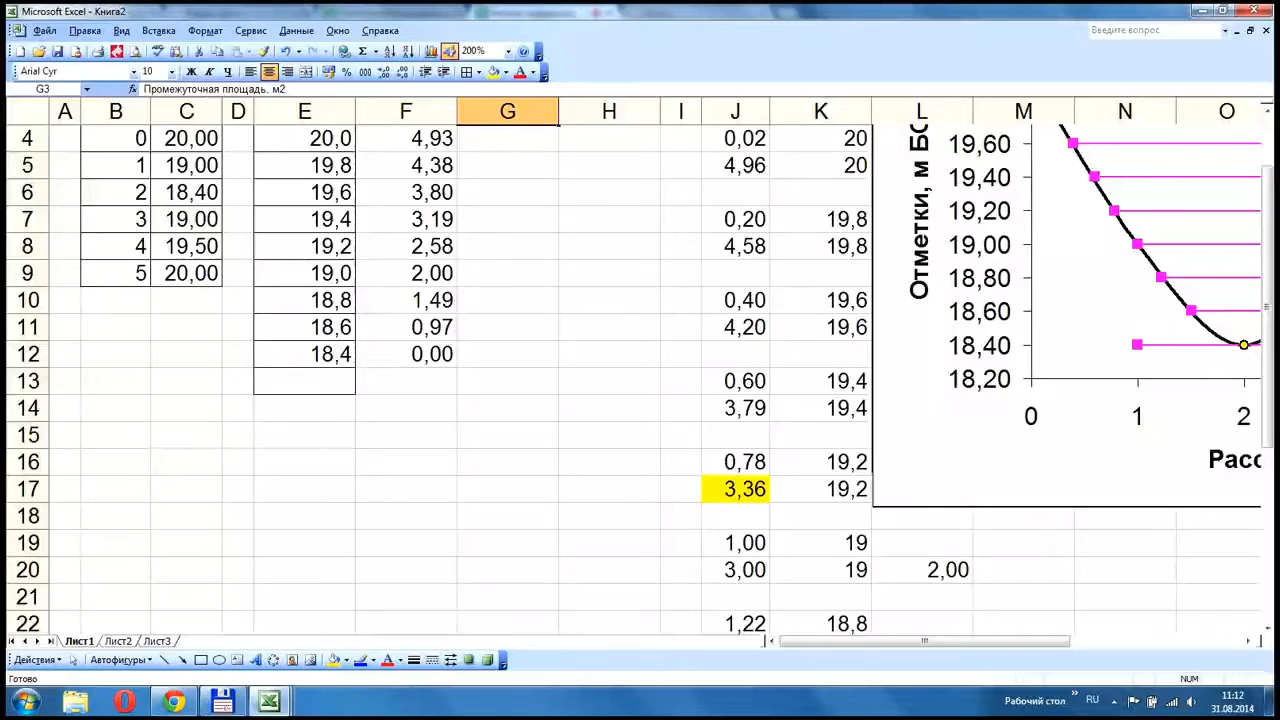 Microsoft Excel - Книга2
Файл Правка Вид Вставка Формат Сервис Данные Окно Справка Введите вопрос
200%
Arial Cyr 10 Ж К Ч % 000
G3 fx Промежуточная площадь, м2
A B C D E F G H I J K L M N O
4 0 20,00 20,0 4,93 0,02 20
5 1 19,00 19,8 4,38 4,96 20
6 2 18,40 19,6 3,80
7 3 19,00 19,4 3,19 0,20 19,8
8 4 19,50 19,2 2,58 4,58 19,8
9 5 20,00 19,0 2,00
10 18,8 1,49 0,40 19,6
11 18,6 0,97 4,20 19,6
12 18,4 0,00
13 0,60 19,4
14 3,79 19,4
15
16 0,78 19,2
17 3,36 19,2
18
19 1,00 19
20 3,00 19 2,00
21
22 1,22 18,8
Отметки, м БС
19,60
19,40
19,20
19,00
18,80
18,60
18,40
18,20
0 1 2
Расс
Лист1 Лист2 Лист3
Действия Автофигуры
Готово NUM
Рабочий стол RU 11:12
31.08.2014